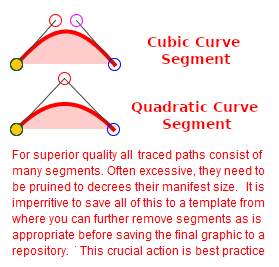 Cubic Curve
Segment
Quadratic Curve
Segment
For superior quality all traced paths consist of
many segments. Often excessive, they need to
be pruined to decrees their manifest size. It is
imperritive to save all of this to a template from
where you can further remove segments as is
appropriate before saving the final graphic to a
repository. This crucial action is best practice